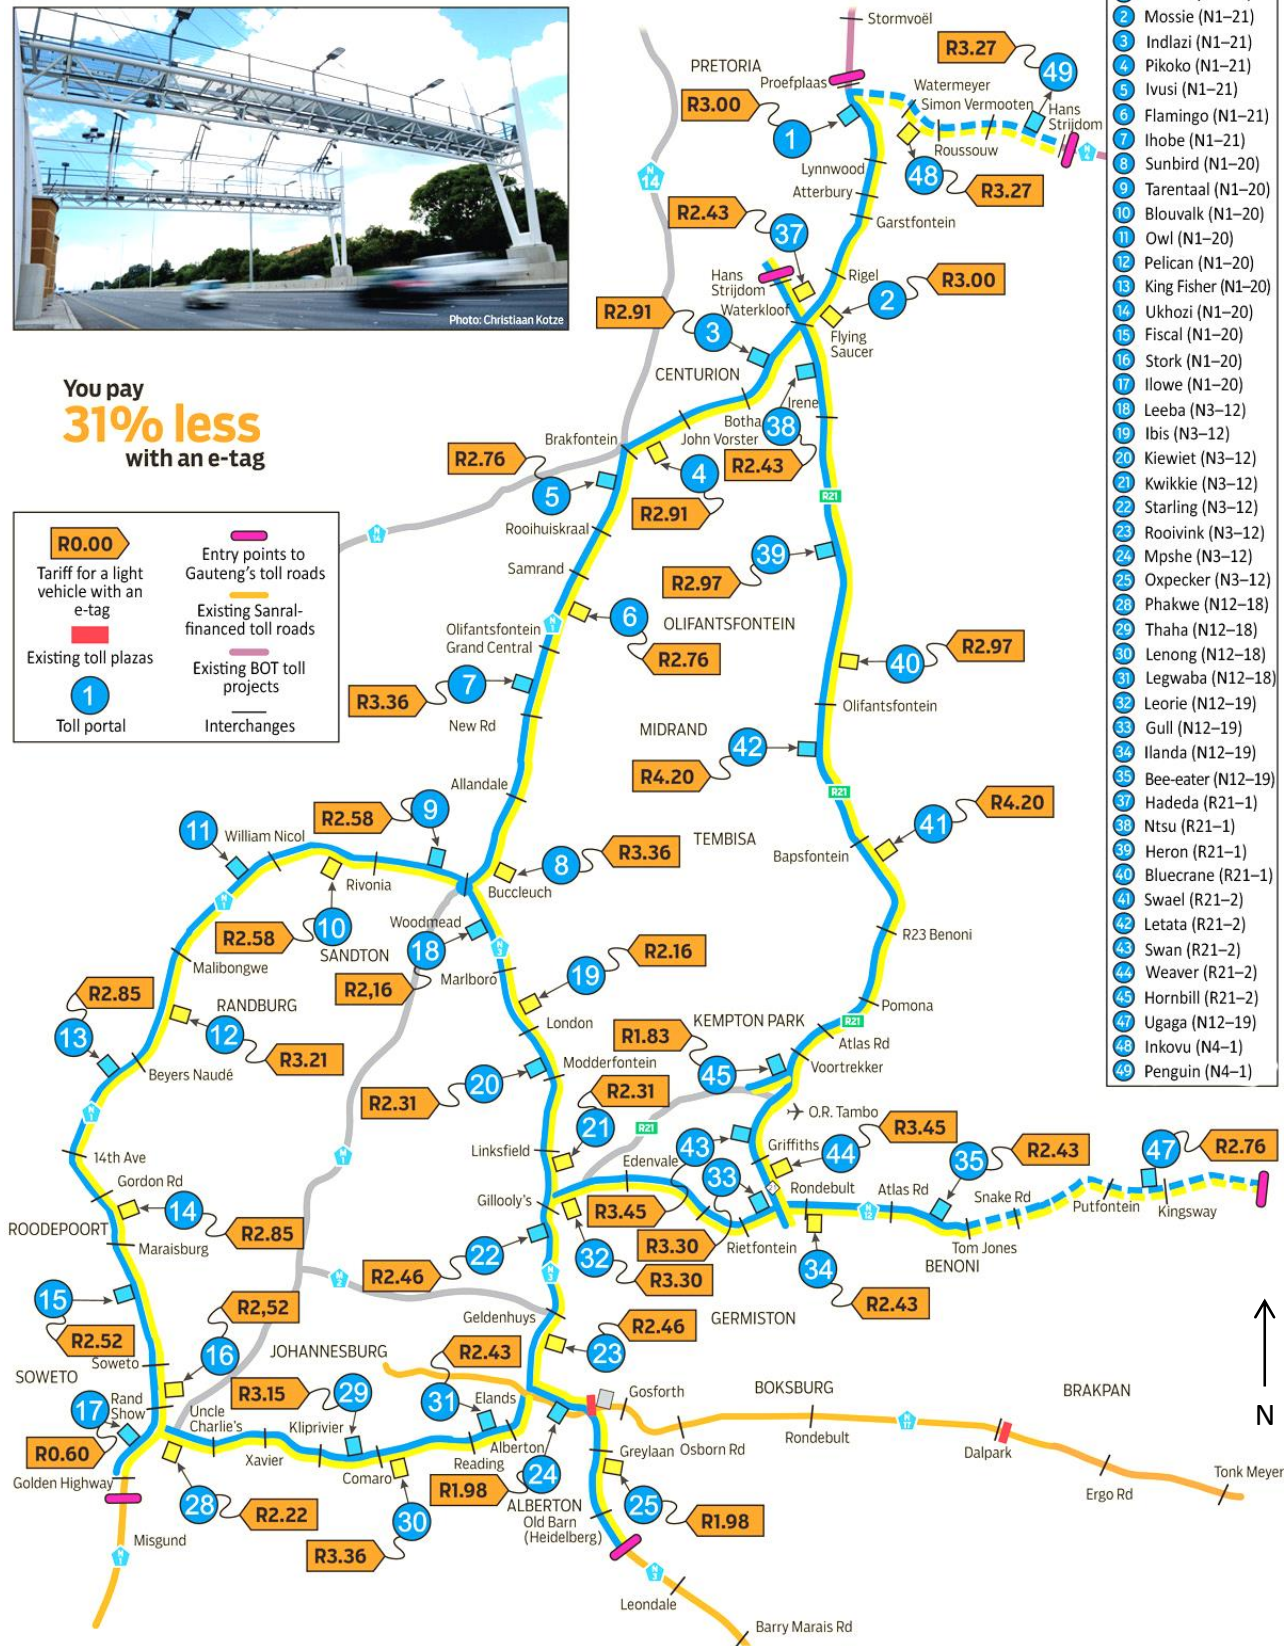 Photo: Christiaan Kotze
You pay
31% less
with an e-tag
R0.00
Tariff for a light
vehicle with an
e-tag
Existing toll plazas
1
Toll portal
Entry points to
Gauteng's toll roads
Existing Sanral-
financed toll roads
Existing BOT toll
projects
Interchanges
2 Mossie (N1–21)
3 Indlazi (N1–21)
4 Pikoko (N1–21)
5 Ivusi (N1–21)
6 Flamingo (N1–21)
7 Ihobe (N1–21)
8 Sunbird (N1–20)
9 Tarentaal (N1–20)
10 Blouvalk (N1–20)
11 Owl (N1–20)
12 Pelican (N1–20)
13 King Fisher (N1–20)
14 Ukhozi (N1–20)
15 Fiscal (N1–20)
16 Stork (N1–20)
17 Ilowe (N1–20)
18 Leeba (N3–12)
19 Ibis (N3–12)
20 Kiewiet (N3–12)
21 Kwikkie (N3–12)
22 Starling (N3–12)
23 Rooivink (N3–12)
24 Mpshe (N3–12)
25 Oxpecker (N3–12)
28 Phakwe (N12–18)
29 Thaha (N12–18)
30 Lenong (N12–18)
31 Legwaba (N12–18)
32 Leorie (N12–19)
33 Gull (N12–19)
34 Ilanda (N12–19)
35 Bee-eater (N12–19)
37 Hadeda (R21–1)
38 Ntsu (R21–1)
39 Heron (R21–1)
40 Bluecrane (R21–1)
41 Swael (R21–2)
42 Letata (R21–2)
43 Swan (R21–2)
44 Weaver (R21–2)
45 Hornbill (R21–2)
47 Ugaga (N12–19)
48 Inkovu (N4–1)
49 Penguin (N4–1)
Stormvoël
PRETORIA
Proefplaas
R3.27
49
Watermeyer
Simon Vermooten
Hans
Strijdom
R3.00
1
Roussouw
N4
Lynnwood
48
R3.27
N14
Atterbury
R2.43
37
Garstfontein
Hans
Strijdom
Rigel
R3.00
2
Waterkloof
R2.91
3
Flying
Saucer
CENTURION
Irene
Botha
38
R2.43
John Vorster
Brakfontein
R2.76
5
4
R2.91
R21
N14
Rooihuiskraal
39
R2.97
Samrand
6
OLIFANTSFONTEIN
N1
Olifantsfontein
Grand Central
R2.76
40
R2.97
7
R3.36
New Rd
Olifantsfontein
MIDRAND
42
R4.20
Allandale
R21
R4.20
41
TEMBISA
Bapsfontein
R2.58
9
11
William Nicol
R3.36
8
Rivonia
Buccleuch
N1
R2.58
10
SANDTON
Woodmead
18
N3
R2,16
Marlboro
R23 Benoni
Malibongwe
19
R2.16
R2.85
13
RANDBURG
12
R3.21
London
Pomona
KEMPTON PARK
R21
R1.83
45
Atlas Rd
Voortrekker
Beyers Naudé
Modderfontein
20
R2.31
R2.31
21
N1
O.R. Tambo
R21
14th Ave
N1
Linksfield
Edenvale
43
Griffiths
44
R3.45
35
R2.43
47
R2.76
Gordon Rd
14
R2.85
Gillooly's
33
R3.45
Rondebult
N12
Atlas Rd
Snake Rd
Putfontein
Kingsway
ROODEPOORT
Maraisburg
22
R2.46
32
R3.30
R3.30
Rietfontein
34
R2.43
Tom Jones
BENONI
N2
N3
15
R2.52
R2,52
16
Geldenhuys
R2.46
23
GERMISTON
Soweto
SOWETO
JOHANNESBURG
R2.43
31
Rand
Show
17
R0.60
Uncle
Charlie's
R3.15
29
Kliprivier
Elands
Gosforth
BOKSBURG
BRAKPAN
N
N17
Rondebult
Dalpark
Osborn Rd
Greylaan
Golden Highway
Xavier
Comaro
Reading
Alberton
24
R1.98
ALBERTON
Old Barn
(Heidelberg)
25
R1.98
Ergo Rd
Tonk Meyer
28
R2.22
30
R3.36
Misgund
N1
N3
Leondale
Barry Marais Rd